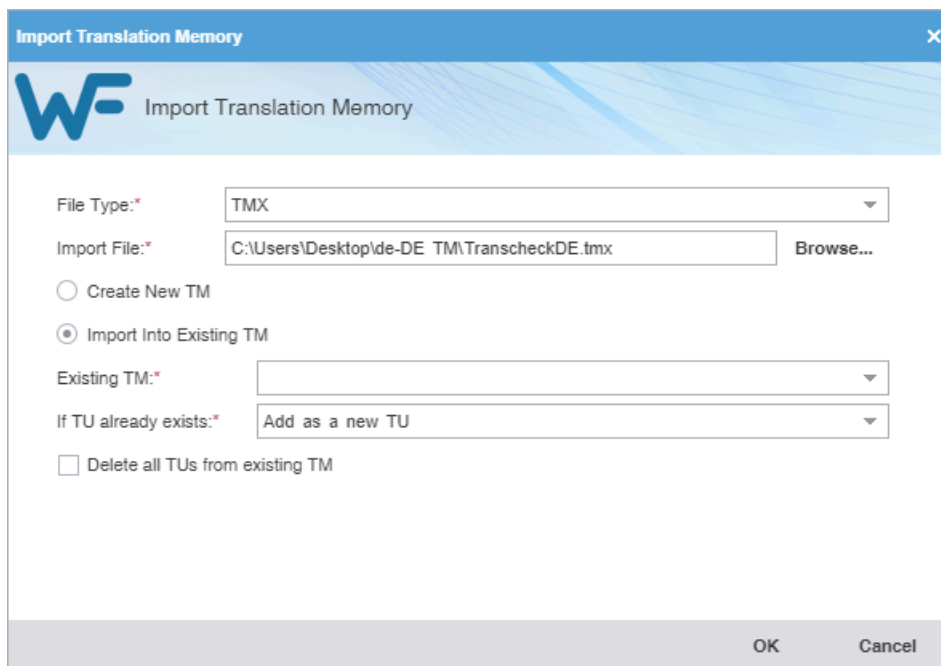 Import Translation Memory
WF Import Translation Memory
File Type:* TMX
Import File:* C:\Users\Desktop\de-DE TM\TranscheckDE.tmx Browse...
Create New TM
Import Into Existing TM
Existing TM:*
If TU already exists:* Add as a new TU
Delete all TUs from existing TM
OK Cancel